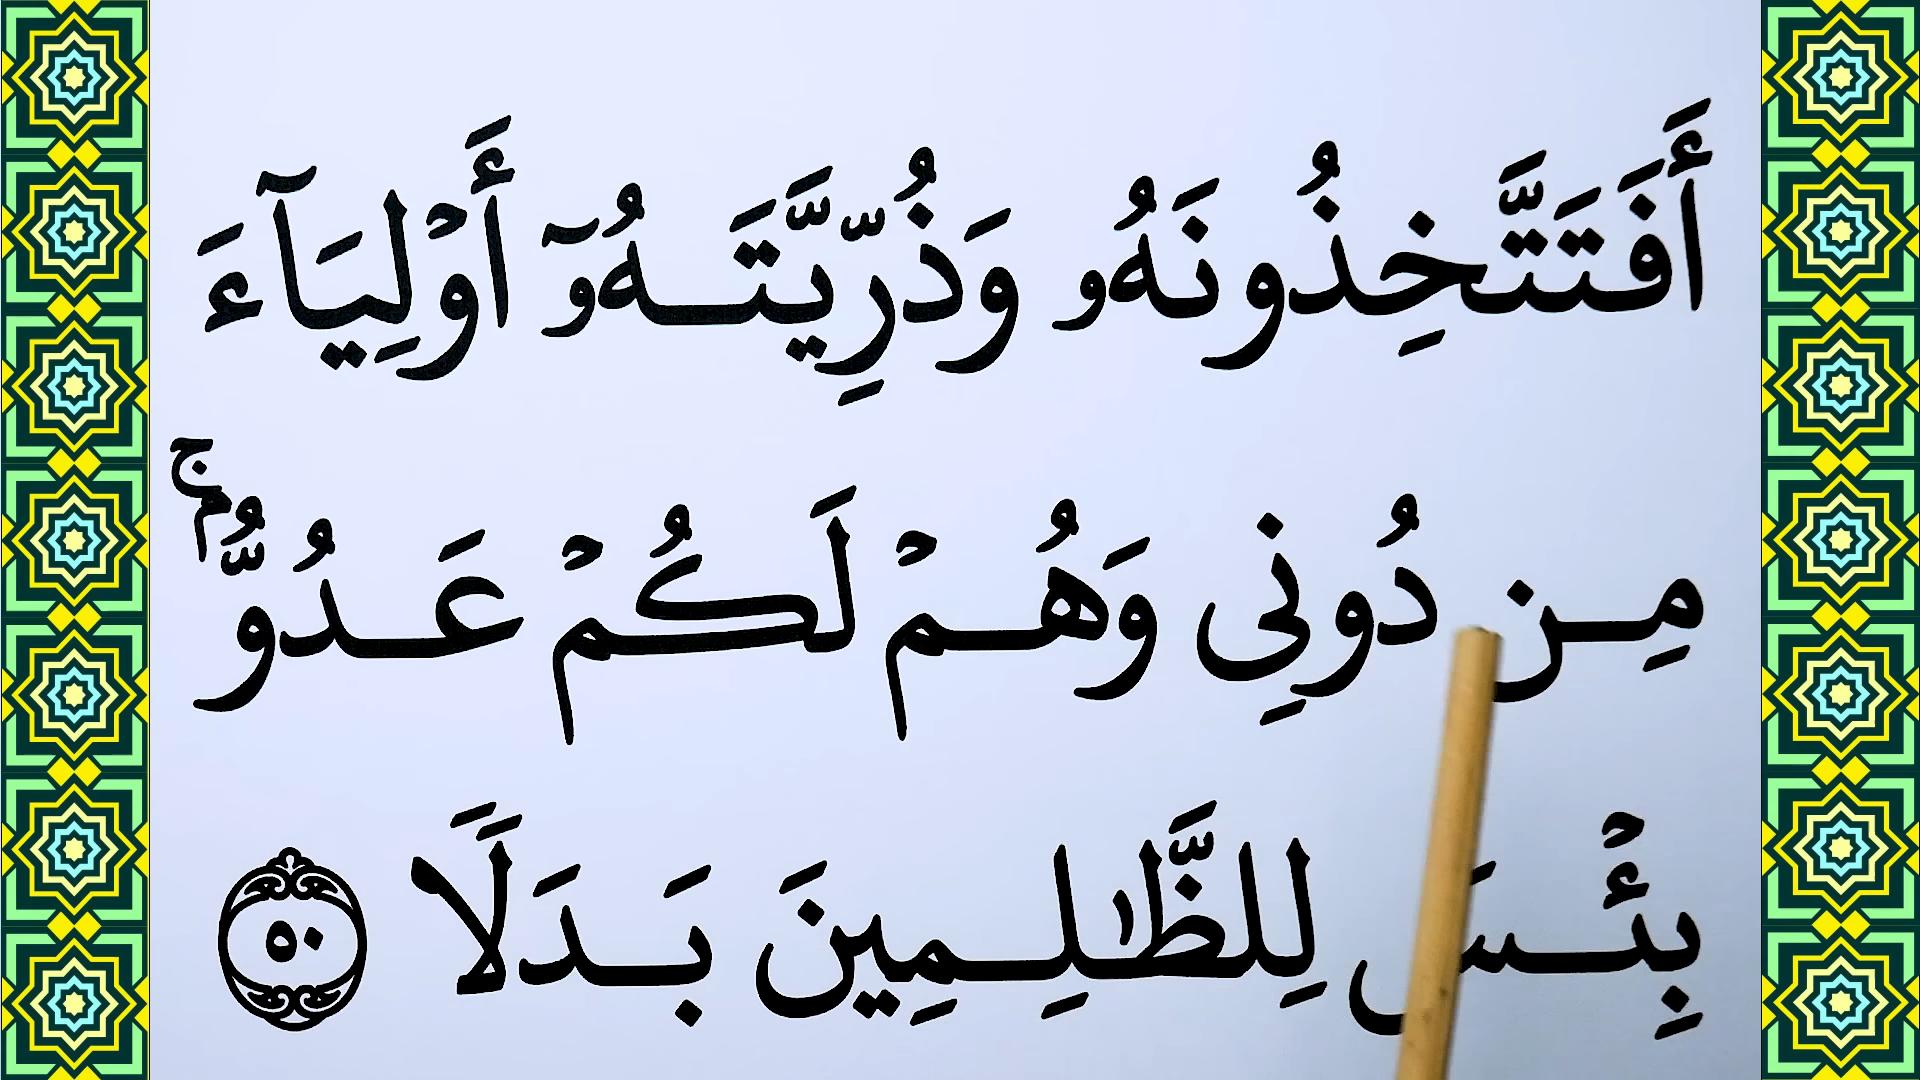 أَفَتَتَّخِذُونَهُۥ وَذُرِّيَّتَهُۥٓ أَوۡلِيَآءَ
مِن دُونِي وَهُمۡ لَكُمۡ عَدُوُّۢۚ
بِئۡسَ لِلظَّٰلِمِينَ بَدَلًا ٥٠